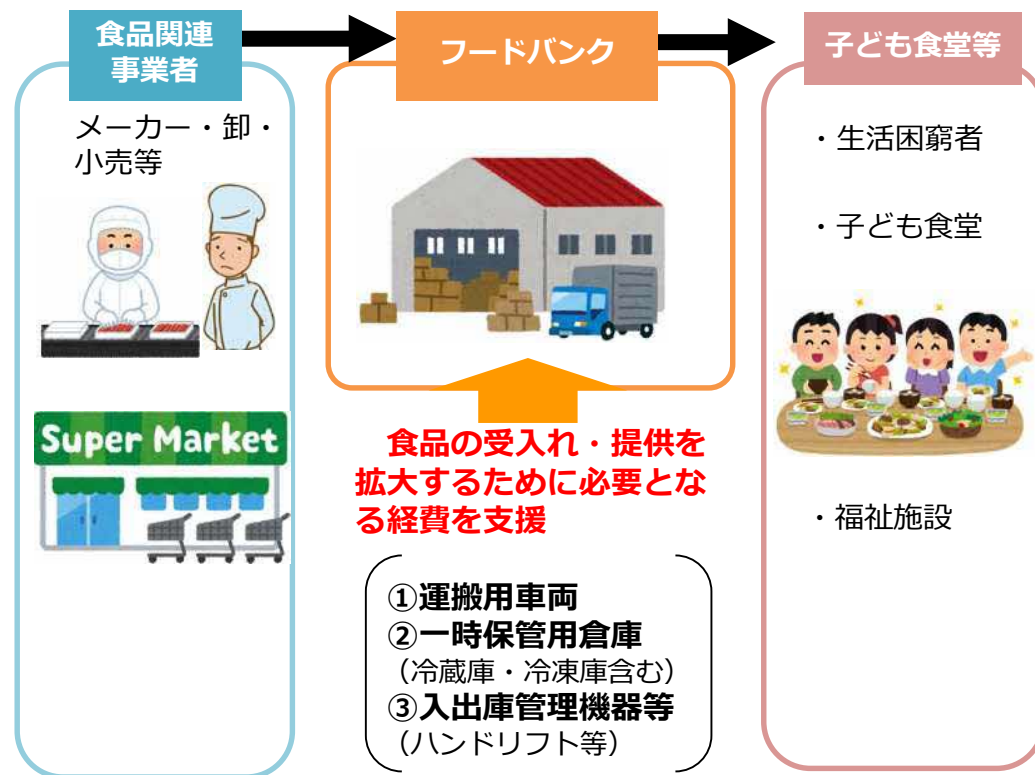 食品関連
事業者
フードバンク
子ども食堂等
メーカー・卸・
小売等
Super Market
・生活困窮者
・子ども食堂
・福祉施設
食品の受入れ・提供を
拡大するために必要とな
る経費を支援
①運搬用車両
②一時保管用倉庫
（冷蔵庫・冷凍庫含む）
③入出庫管理機器等
（ハンドリフト等）